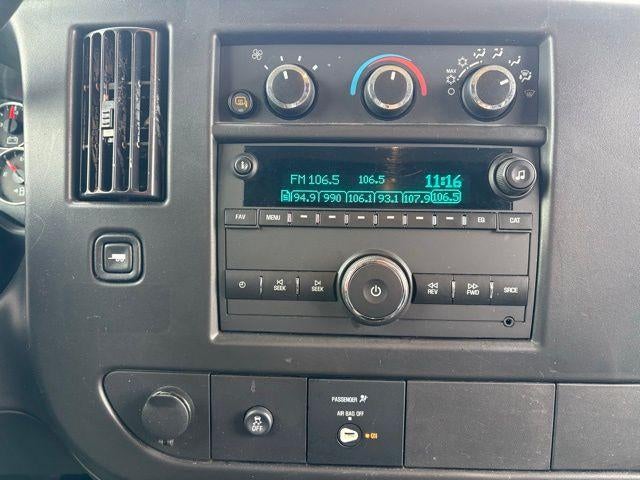 MAX
FM 106.5 106.5 11:16
94.9 990 106.1 93.1 107.9 106.5
FAV MENU EQ CAT
SEEK SEEK REV FWD SRCE
PASSENGER
AIR BAG OFF
OFF ON